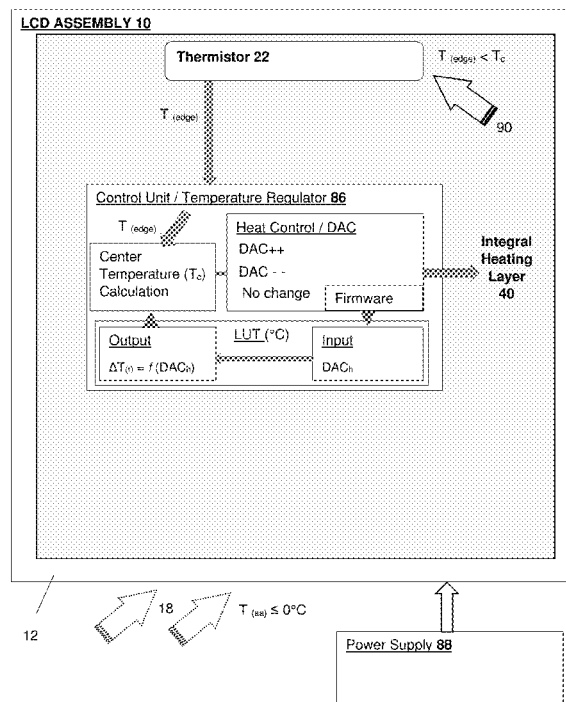 LCD ASSEMBLY 10
Thermistor 22
T (edge) < Tc
90
T (edge)
Control Unit / Temperature Regulator 86
T (edge)
Center
Temperature (Tc)
Calculation
Heat Control / DAC
DAC++
DAC - -
No change
Firmware
Integral
Heating
Layer
40
LUT (°C)
Output
ΔT(t) = f (DACh)
Input
DACh
12
18
T (sa) ≤ 0°C
Power Supply 88